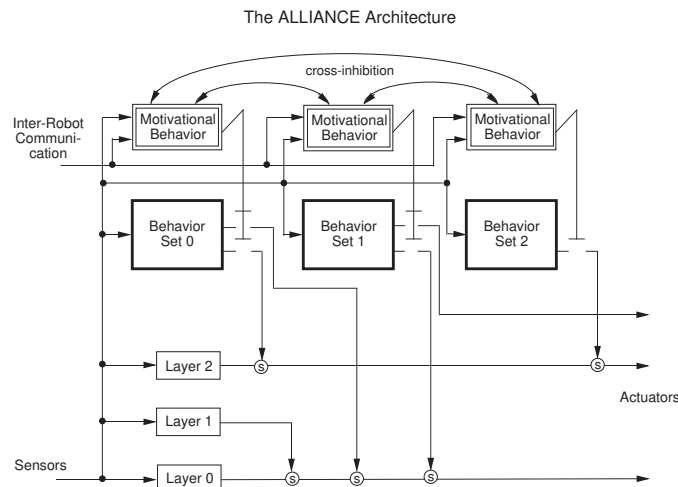 The ALLIANCE Architecture
cross-inhibition
Inter-Robot
Communi-
cation
Motivational
Behavior
Motivational
Behavior
Motivational
Behavior
Behavior
Set 0
Behavior
Set 1
Behavior
Set 2
Layer 2
S
S
Actuators
Layer 1
Sensors
Layer 0
S
S
S